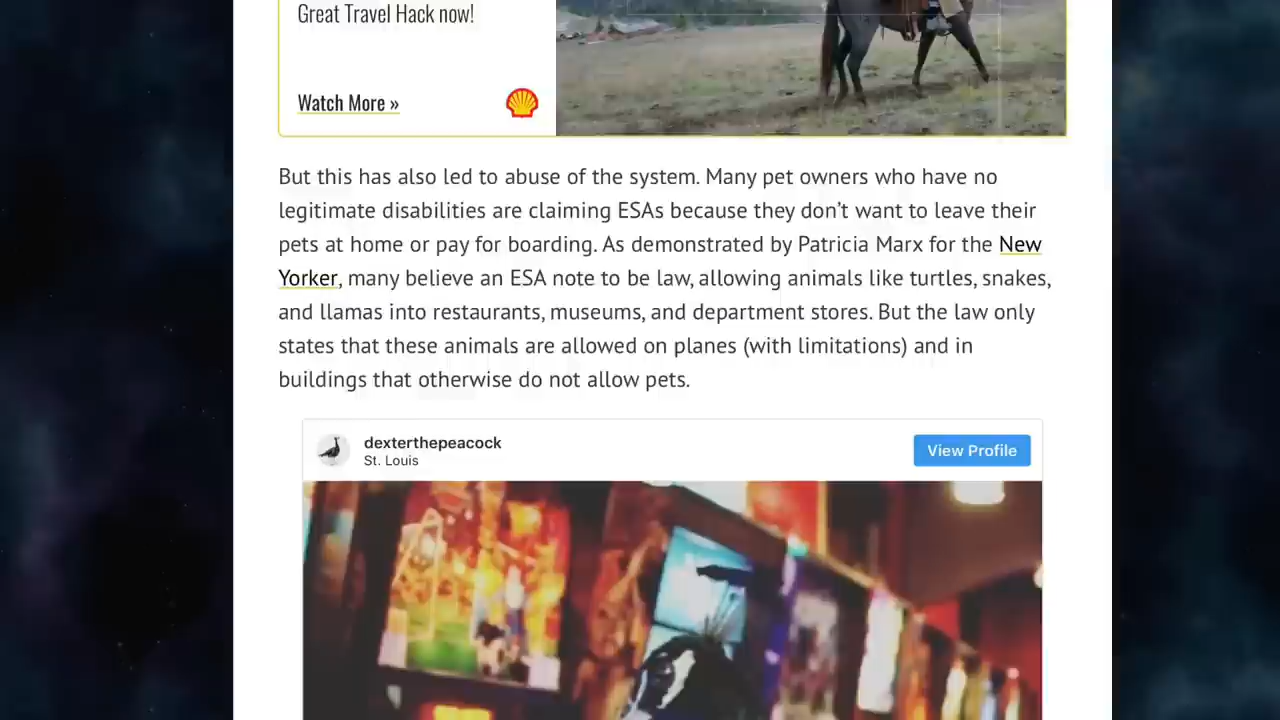 Great Travel Hack now!
Watch More »
But this has also led to abuse of the system. Many pet owners who have no
legitimate disabilities are claiming ESAs because they don’t want to leave their
pets at home or pay for boarding. As demonstrated by Patricia Marx for the New
Yorker, many believe an ESA note to be law, allowing animals like turtles, snakes,
and llamas into restaurants, museums, and department stores. But the law only
states that these animals are allowed on planes (with limitations) and in
buildings that otherwise do not allow pets.
dexterthepeacock
St. Louis
View Profile